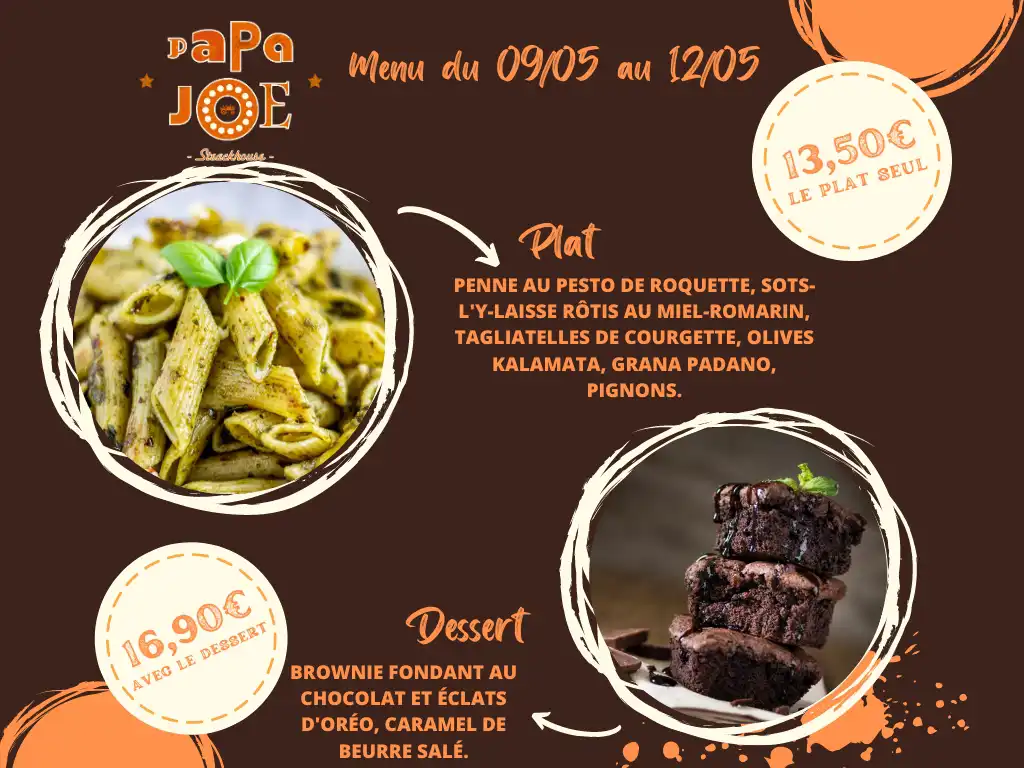 PAPA
JOE
- Steackhouse -
Menu du 09/05 au 12/05
13,50€
LE PLAT SEUL
Plat
PENNE AU PESTO DE ROQUETTE, SOTS-
L'Y-LAISSE RÔTIS AU MIEL-ROMARIN,
TAGLIATELLES DE COURGETTE, OLIVES
KALAMATA, GRANA PADANO,
PIGNONS.
16,90€
AVEC LE DESSERT
Dessert
BROWNIE FONDANT AU
CHOCOLAT ET ÉCLATS
D'ORÉO, CARAMEL DE
BEURRE SALÉ.